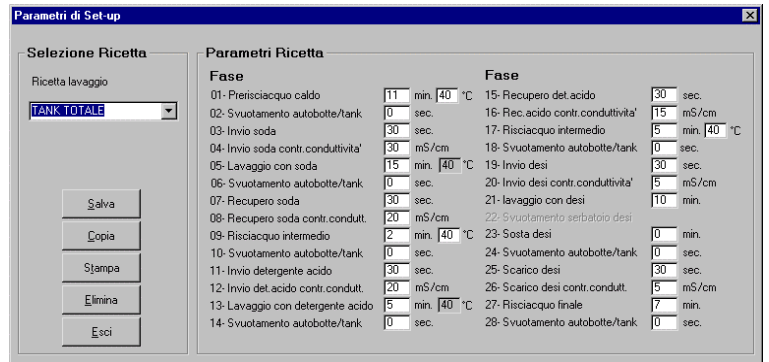 Parametri di Set-up
Selezione Ricetta
Ricetta lavaggio
TANK TOTALE
Salva
Copia
Stampa
Elimina
Esci
Parametri Ricetta
Fase
01- Prerisciacquo caldo 11 min. 40 °C
02- Svuotamento autobotte/tank 0 sec.
03- Invio soda 30 sec.
04- Invio soda contr.conduttivita' 30 mS/cm
05- Lavaggio con soda 15 min. 40 °C
06- Svuotamento autobotte/tank 0 sec.
07- Recupero soda 30 sec.
08- Recupero soda contr.condutt. 20 mS/cm
09- Risciacquo intermedio 2 min. 40 °C
10- Svuotamento autobotte/tank 0 sec.
11- Invio detergente acido 30 sec.
12- Invio det.acido contr.condutt. 20 mS/cm
13- Lavaggio con detergente acido 5 min. 40 °C
14- Svuotamento autobotte/tank 0 sec.
Fase
15- Recupero det.acido 30 sec.
16- Rec.acido contr.conduttivita' 15 mS/cm
17- Risciacquo intermedio 5 min. 40 °C
18- Svuotamento autobotte/tank 0 sec.
19- Invio desi 30 sec.
20- Invio desi contr.conduttivita' 5 mS/cm
21- lavaggio con desi 10 min.
22- Svuotamento serbatoio desi
23- Sosta desi 0 min.
24- Svuotamento autobotte/tank 0 sec.
25- Scarico desi 30 sec.
26- Scarico desi contr.condutt. 5 mS/cm
27- Risciacquo finale 7 min.
28- Svuotamento autobotte/tank 0 sec.